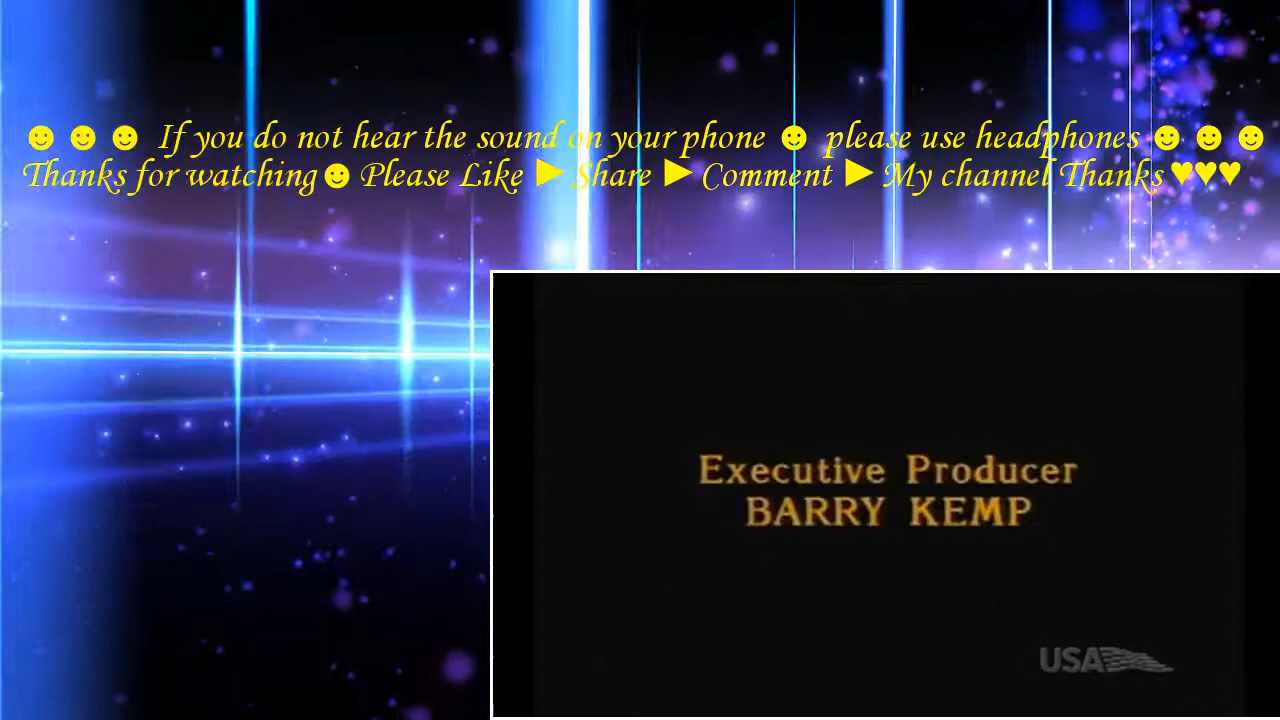 ☻☻☻ If you do not hear the sound on your phone ☻ please use headphones ☻☻☻
Thanks for watching☻Please Like ► Share ► Comment ► My channel Thanks ♥♥♥
Executive Producer
BARRY KEMP
USA